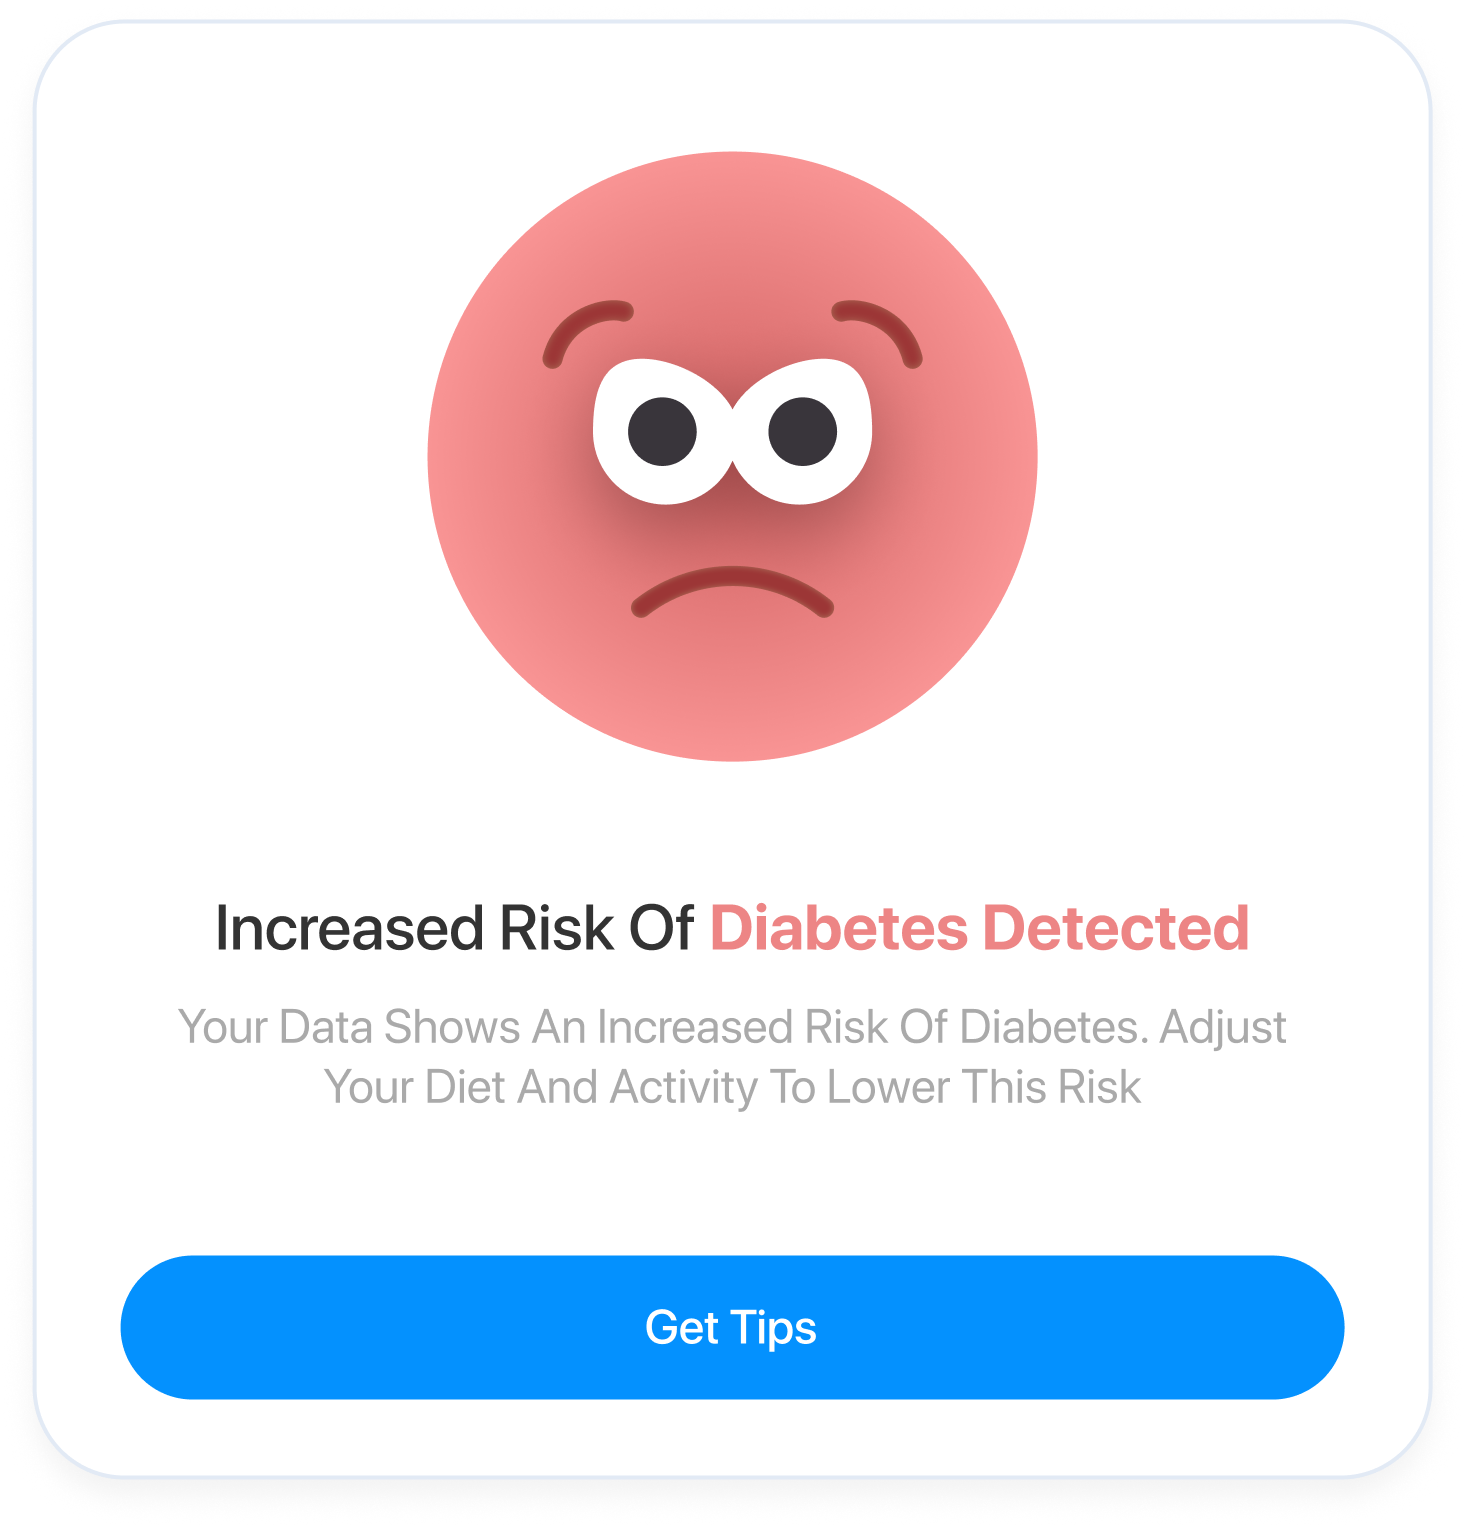 Increased Risk Of Diabetes Detected
Your Data Shows An Increased Risk Of Diabetes. Adjust
Your Diet And Activity To Lower This Risk
Get Tips